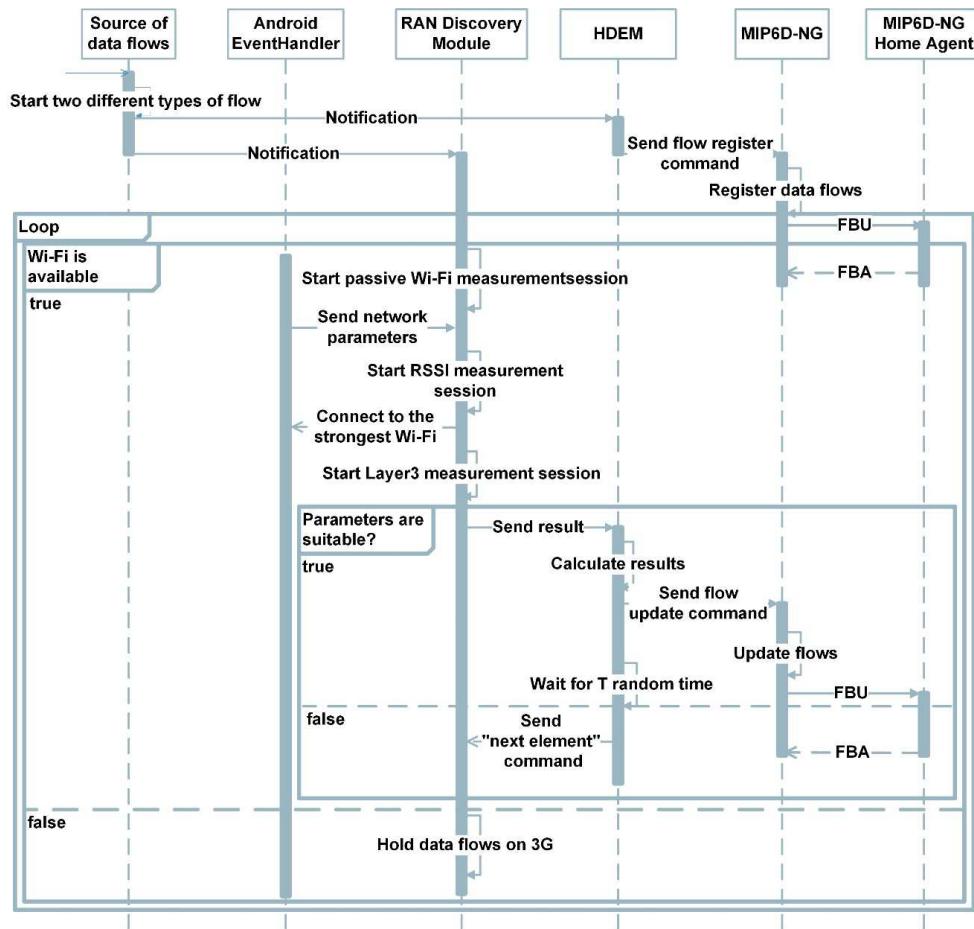 Source of
data flows
Android
EventHandler
RAN Discovery
Module
HDEM
MIP6D-NG
MIP6D-NG
Home Agent
Start two different types of flow
Notification
Send flow register
command
Notification
Register data flows
Loop
FBU
Wi-Fi is
available
FBA
Start passive Wi-Fi measurementsession
true
Send network
parameters
Start RSSI measurement
session
Connect to the
strongest Wi-Fi
Start Layer3 measurement session
Parameters are
suitable?
Send result
true
Calculate results
Send flow
update command
Update flows
Wait for T random time
FBU
false
Send
"next element"
command
FBA
false
Hold data flows on 3G